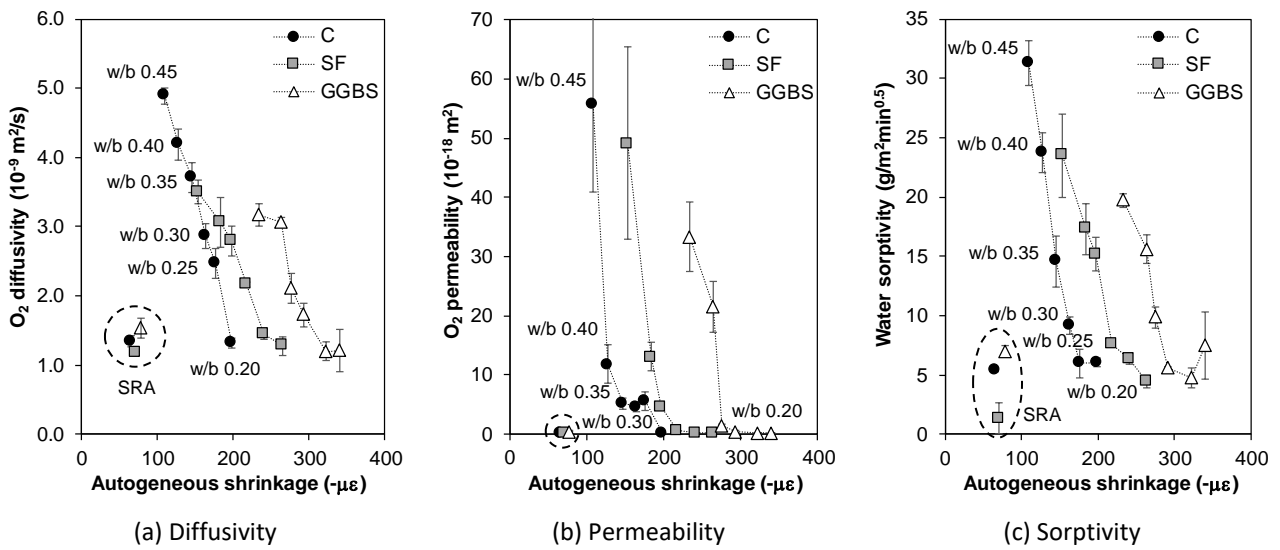 6.0
5.0
4.0
3.0
2.0
1.0
0.0
0 100 200 300 400
O2 diffusivity (10-9 m2/s)
Autogeneous shrinkage (-με)
C
SF
GGBS
w/b 0.45
w/b 0.40
w/b 0.35
w/b 0.30
w/b 0.25
w/b 0.20
SRA
(a) Diffusivity
70
60
50
40
30
20
10
0
0 100 200 300 400
O2 permeability (10-18 m2)
Autogeneous shrinkage (-με)
C
SF
GGBS
w/b 0.45
w/b 0.40
w/b 0.35
w/b 0.30
w/b 0.20
(b) Permeability
35
30
25
20
15
10
5
0
0 100 200 300 400
Water sorptivity (g/m2min0.5)
Autogeneous shrinkage (-με)
C
SF
GGBS
w/b 0.45
w/b 0.40
w/b 0.35
w/b 0.30
w/b 0.25
w/b 0.20
SRA
(c) Sorptivity